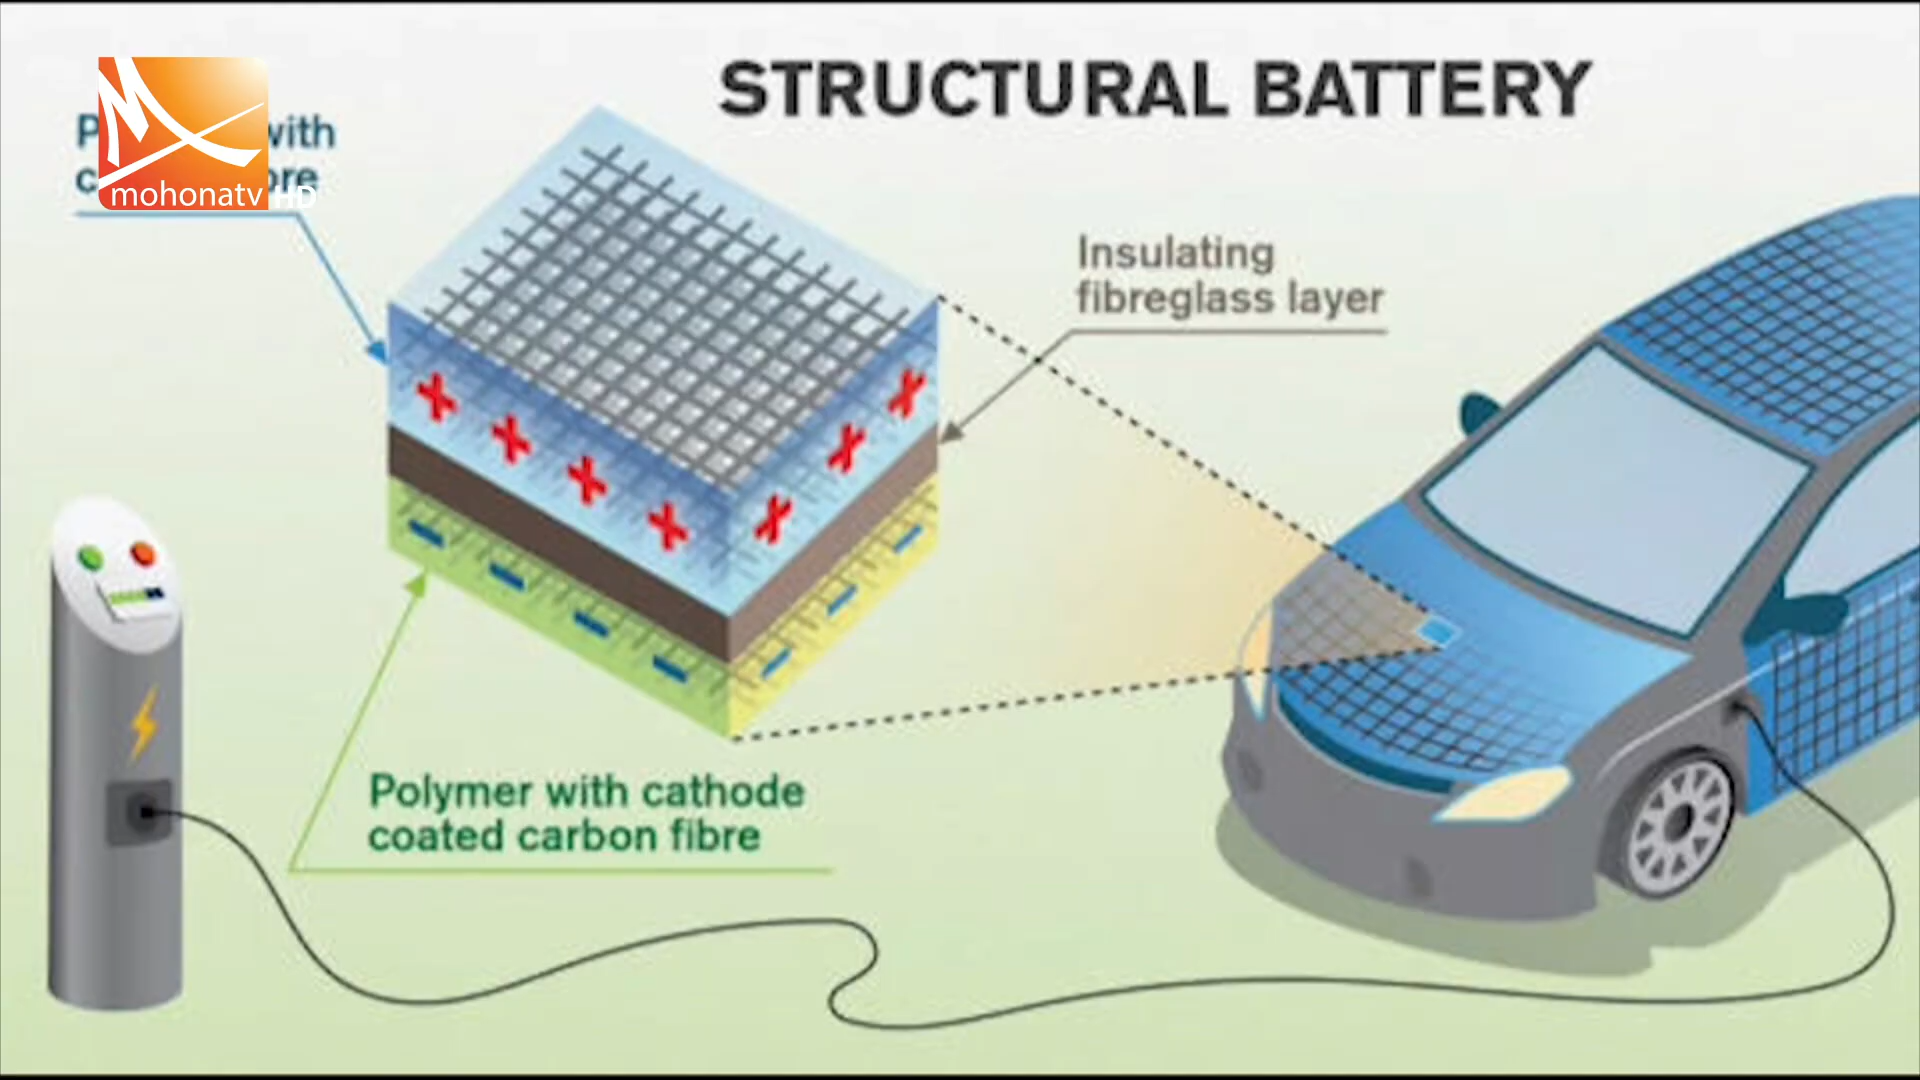 STRUCTURAL BATTERY
with
mohonatv HD
Insulating
fibreglass layer
Polymer with cathode
coated carbon fibre